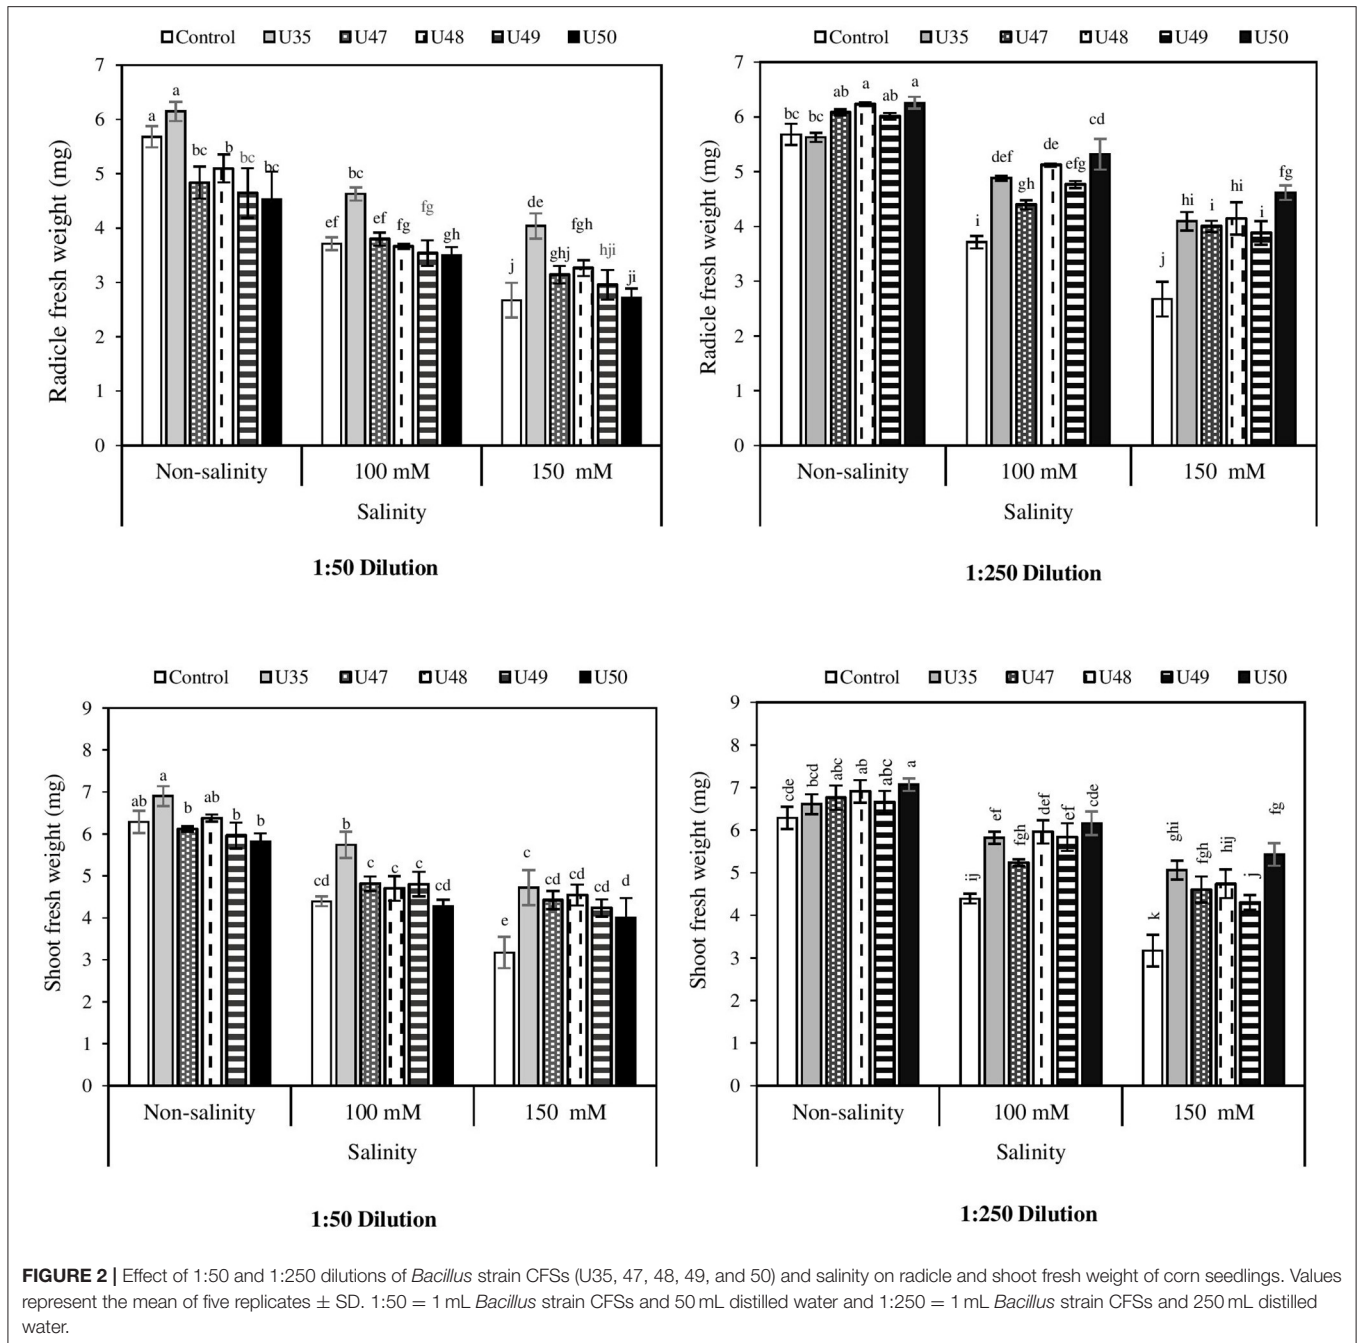 Control U35 U47 U48 U49 U50
7
6
5
4
3
2
1
0
Radicle fresh weight (mg)
a a bc b bc bc
ef bc ef fg fg gh
j de ghj fgh hji ji
Non-salinity 100 mM 150 mM
Salinity
1:50 Dilution
Control U35 U47 U48 U49 U50
7
6
5
4
3
2
1
0
Radicle fresh weight (mg)
bc bc ab a ab a
i def gh de efg cd
j hi i hi i fg
Non-salinity 100 mM 150 mM
Salinity
1:250 Dilution
Control U35 U47 U48 U49 U50
9
8
7
6
5
4
3
2
1
0
Shoot fresh weight (mg)
ab a b ab b b
cd b c c c cd
e c cd cd cd d
Non-salinity 100 mM 150 mM
Salinity
1:50 Dilution
Control U35 U47 U48 U49 U50
9
8
7
6
5
4
3
2
1
0
Shoot fresh weight (mg)
cde bcd abc ab abc a
ij ef fgh def ef cde
k ghi fgh hij j fg
Non-salinity 100 mM 150 mM
Salinity
1:250 Dilution
FIGURE 2 | Effect of 1:50 and 1:250 dilutions of Bacillus strain CFSs (U35, 47, 48, 49, and 50) and salinity on radicle and shoot fresh weight of corn seedlings. Values
represent the mean of five replicates ± SD. 1:50 = 1 mL Bacillus strain CFSs and 50 mL distilled water and 1:250 = 1 mL Bacillus strain CFSs and 250 mL distilled
water.